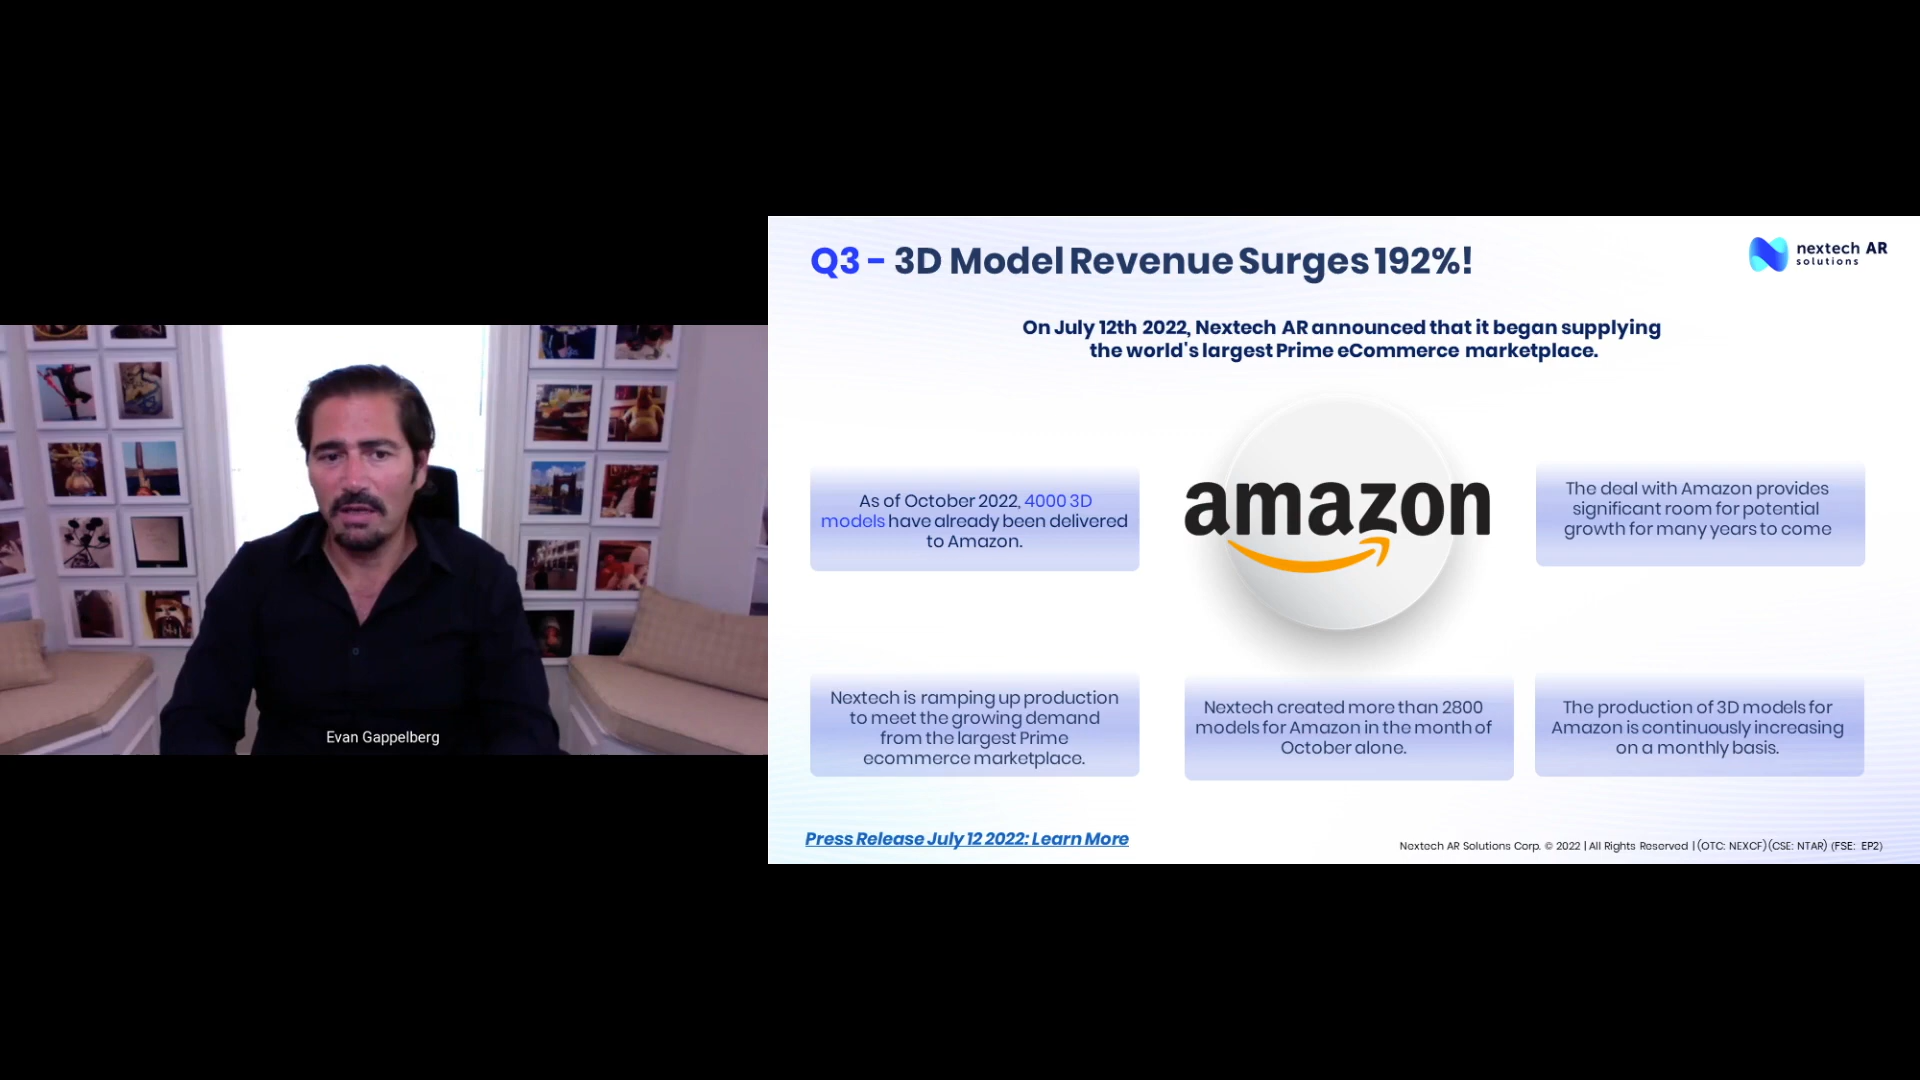 Q3 - 3D Model Revenue Surges 192%!
nextech AR
solutions
On July 12th 2022, Nextech AR announced that it began supplying
the world's largest Prime eCommerce marketplace.
As of October 2022, 4000 3D
models have already been delivered
to Amazon.
amazon
The deal with Amazon provides
significant room for potential
growth for many years to come
Nextech is ramping up production
to meet the growing demand
from the largest Prime
ecommerce marketplace.
Nextech created more than 2800
models for Amazon in the month of
October alone.
The production of 3D models for
Amazon is continuously increasing
on a monthly basis.
Evan Gappelberg
Press Release July 12 2022: Learn More
Nextech AR Solutions Corp. © 2022 | All Rights Reserved | (OTC: NEXCF) (CSE: NTAR) (FSE: EP2)